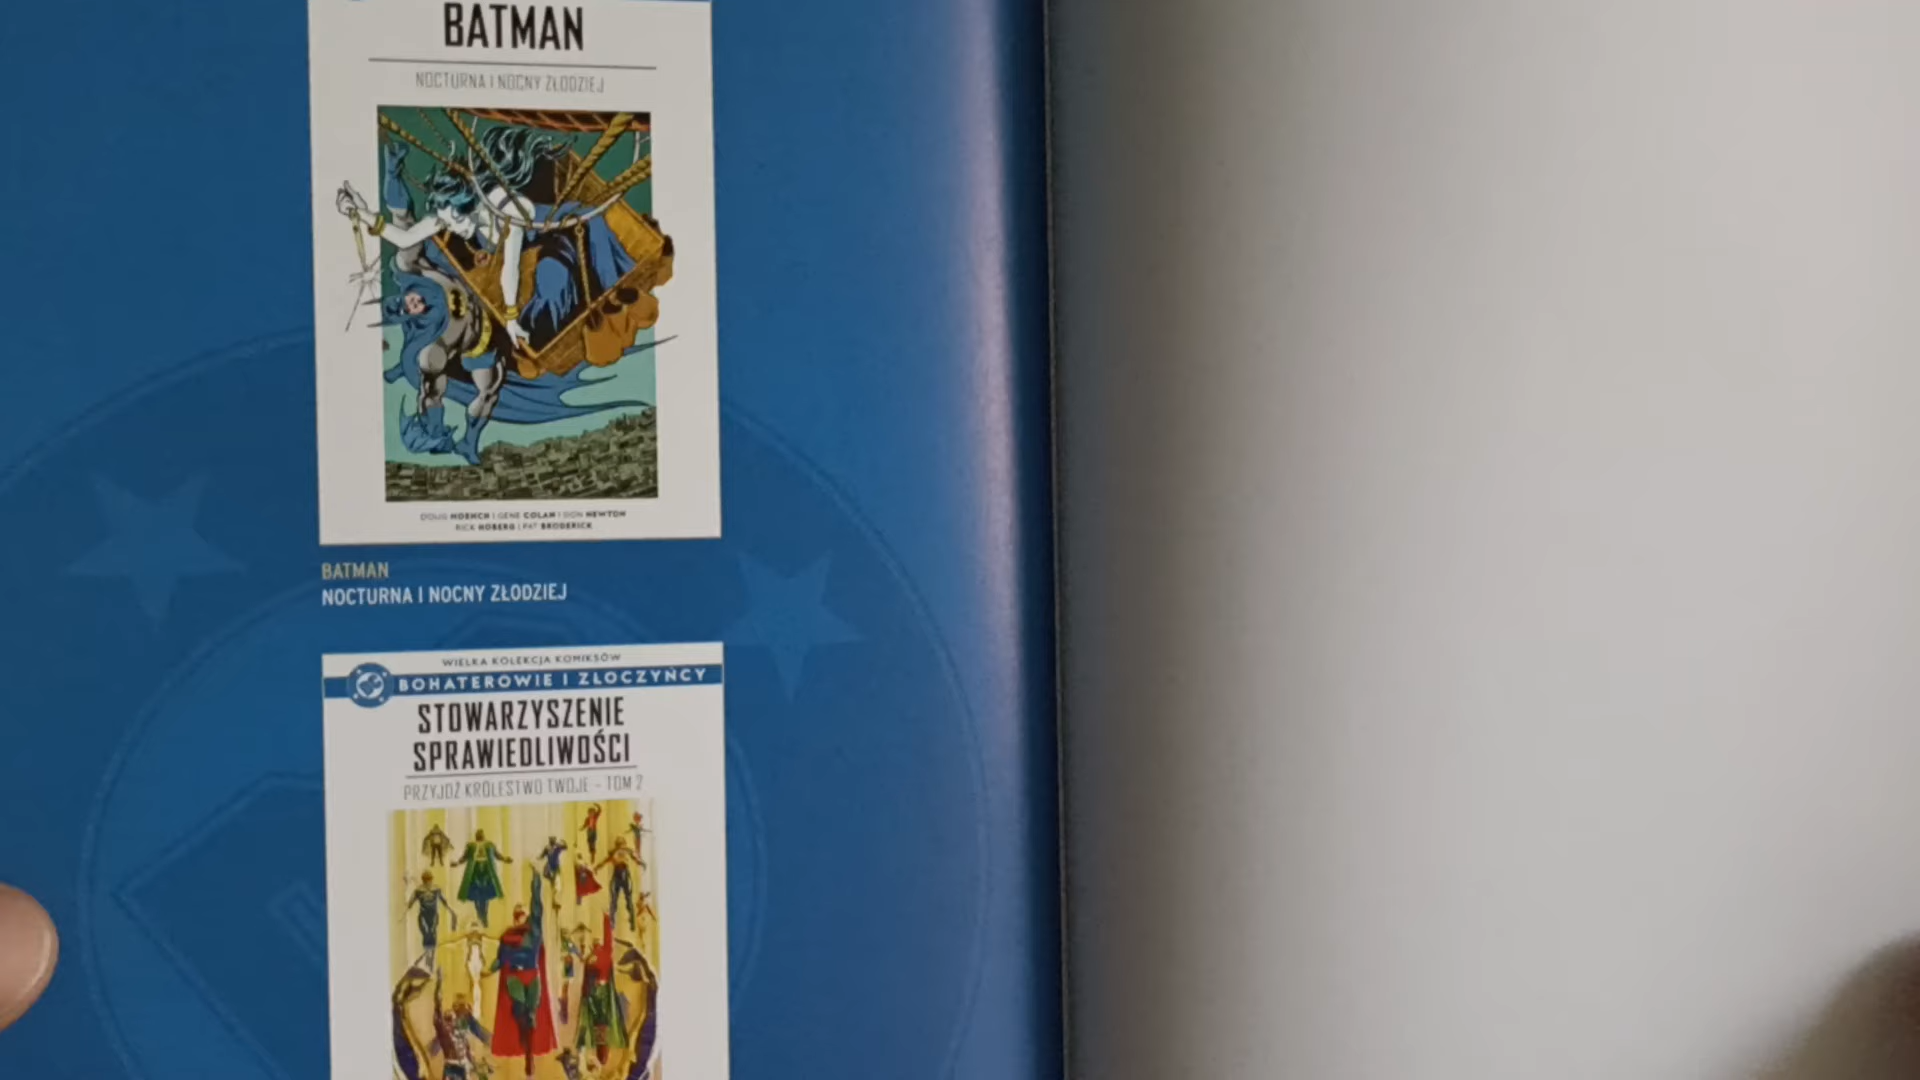 BATMAN
NOCTURNA I NOCNY ZŁODZIEJ
DOUG MOENCH | GENE COLAN | DON NEWTON
RICK HOBERG | PAT BRODERICK
BATMAN
NOCTURNA I NOCNY ZŁODZIEJ
WIELKA KOLEKCJA KOMIKSÓW
BOHATEROWIE I ZŁOCZYŃCY
STOWARZYSZENIE
SPRAWIEDLIWOŚCI
PRZYJDŹ KRÓLESTWO TWOJE – TOM 2